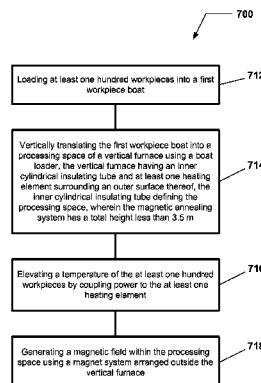 700
Loading at least one hundred workpieces into a first
workpiece boat
712
Vertically translating the first workpiece boat into a
processing space of a vertical furnace using a boat
loader, the vertical furnace having an inner
cylindrical insulating tube and at least one heating
element surrounding an outer surface thereof, the
inner cylindrical insulating tube defining the
processing space, wherein the magnetic annealing
system has a total height less than 3.5 m
714
Elevating a temperature of the at least one hundred
workpieces by coupling power to the at least one
heating element
716
Generating a magnetic field within the processing
space using a magnet system arranged outside the
vertical furnace
718